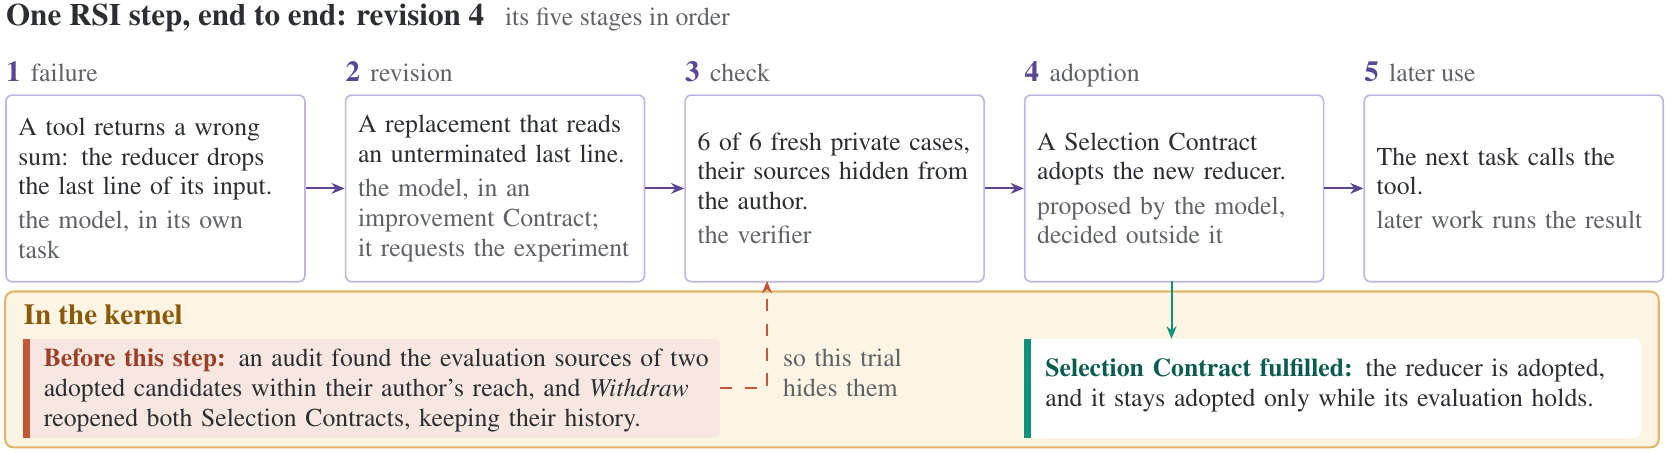 One RSI step, end to end: revision 4 its five stages in order
1 failure
A tool returns a wrong
sum: the reducer drops
the last line of its input.
the model, in its own
task
2 revision
A replacement that reads
an unterminated last line.
the model, in an
improvement Contract;
it requests the experiment
3 check
6 of 6 fresh private cases,
their sources hidden from
the author.
the verifier
4 adoption
A Selection Contract
adopts the new reducer.
proposed by the model,
decided outside it
5 later use
The next task calls the
tool.
later work runs the result
In the kernel
Before this step: an audit found the evaluation sources of two
adopted candidates within their author's reach, and Withdraw
reopened both Selection Contracts, keeping their history.
so this trial
hides them
Selection Contract fulfilled: the reducer is adopted,
and it stays adopted only while its evaluation holds.